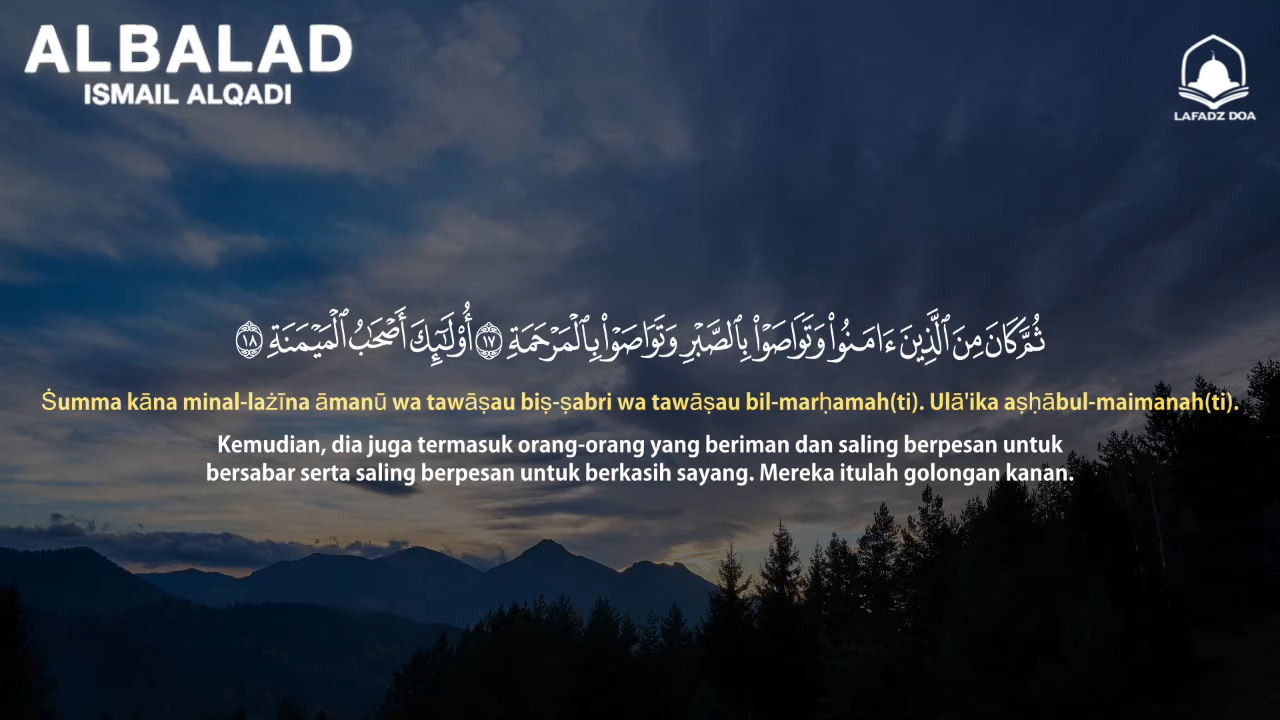 ALBALAD
ISMAIL ALQADI
LAFADZ DOA
ثُمَّ كَانَ مِنَ ٱلَّذِينَ ءَامَنُوا۟ وَتَوَاصَوْا۟ بِٱلصَّبْرِ وَتَوَاصَوْا۟ بِٱلْمَرْحَمَةِ ١٧ أُو۟لَٰٓئِكَ أَصْحَٰبُ ٱلْمَيْمَنَةِ ١٨
Ṡumma kāna minal-lażīna āmanū wa tawāṣau biṣ-ṣabri wa tawāṣau bil-marḥamah(ti). Ulā'ika aṣḥābul-maimanah(ti).
Kemudian, dia juga termasuk orang-orang yang beriman dan saling berpesan untuk
bersabar serta saling berpesan untuk berkasih sayang. Mereka itulah golongan kanan.